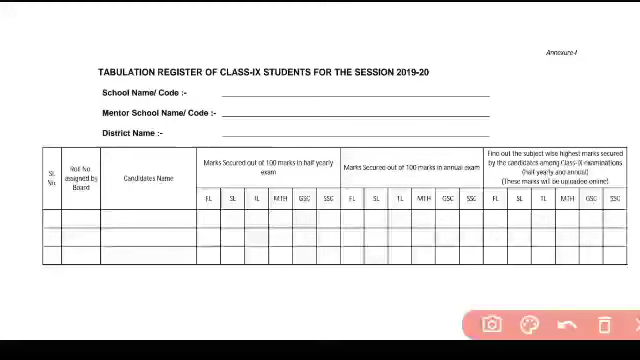 Annexure-I
TABULATION REGISTER OF CLASS-IX STUDENTS FOR THE SESSION 2019-20
School Name/ Code :-
Mentor School Name/ Code :-
District Name :-
SL No.
Roll No. assigned by Board
Candidates Name
Marks Secured out of 100 marks in half yearly exam
Marks Secured out of 100 marks in annual exam
Find out the subject wise highest marks secured by the candidates among Class-IX examinations (half yearly and annual)
(These marks will be uploaded online)
FL SL TL MTH GSC SSC FL SL TL MTH GSC SSC FL SL TL MTH GSC SSC